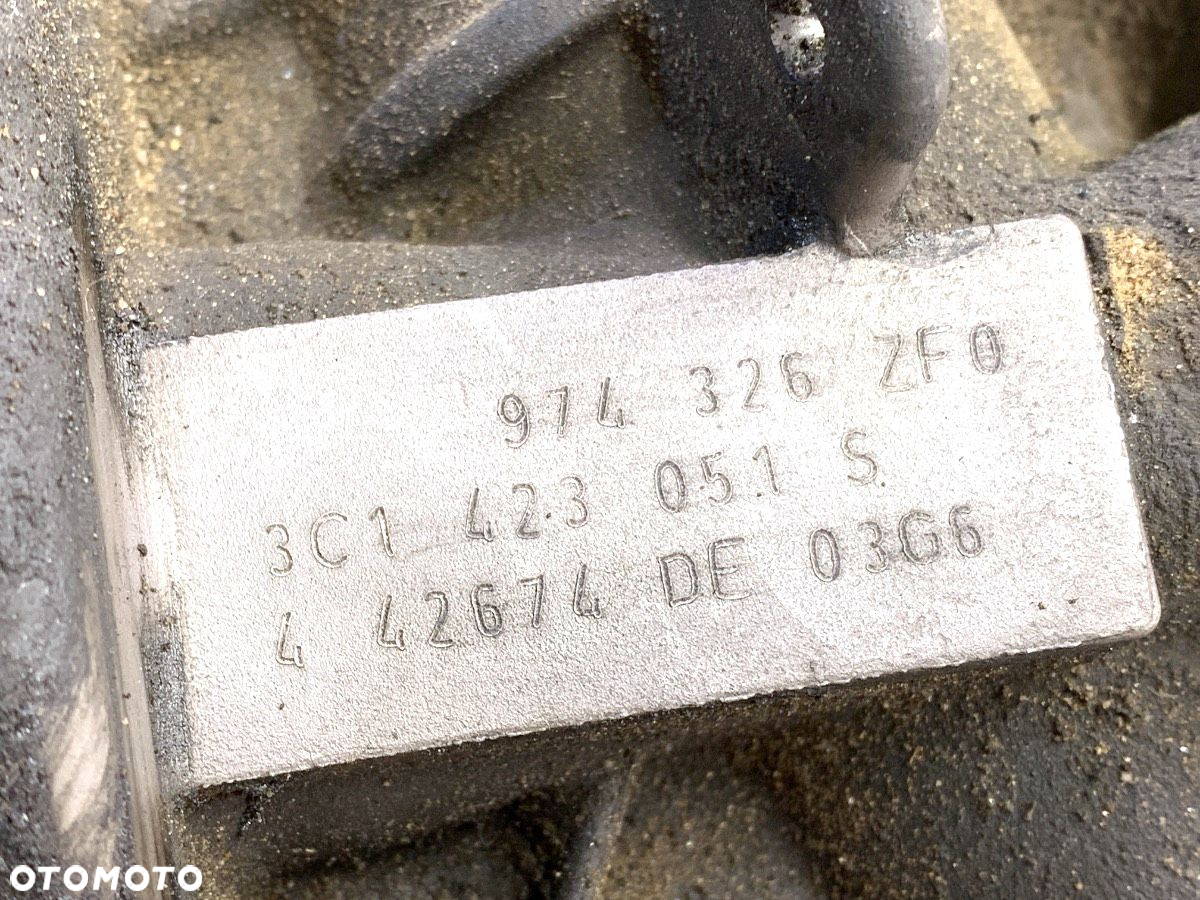 974 326 ZF0
3C1 423 051 S
4 42674 DE 03G6
OTOMOTO